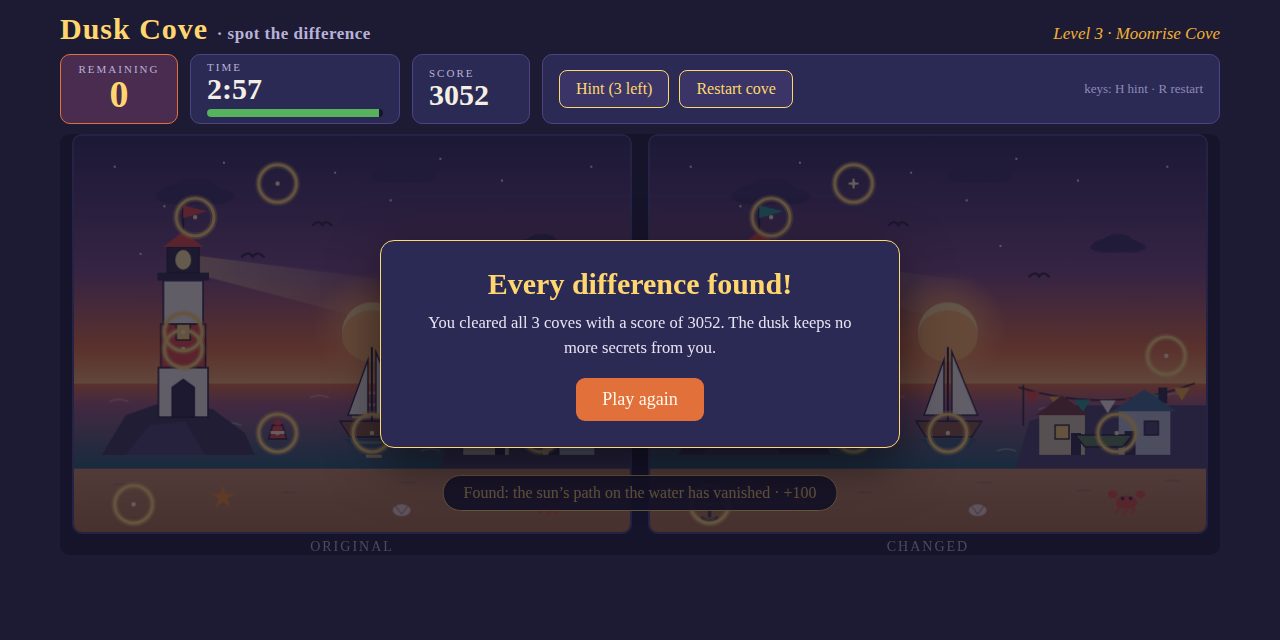 Dusk Cove · spot the difference
Level 3 · Moonrise Cove
REMAINING
0
TIME
2:57
SCORE
3052
Hint (3 left)
Restart cove
keys: H hint · R restart
Every difference found!
You cleared all 3 coves with a score of 3052. The dusk keeps no
more secrets from you.
Play again
Found: the sun’s path on the water has vanished · +100
ORIGINAL
CHANGED